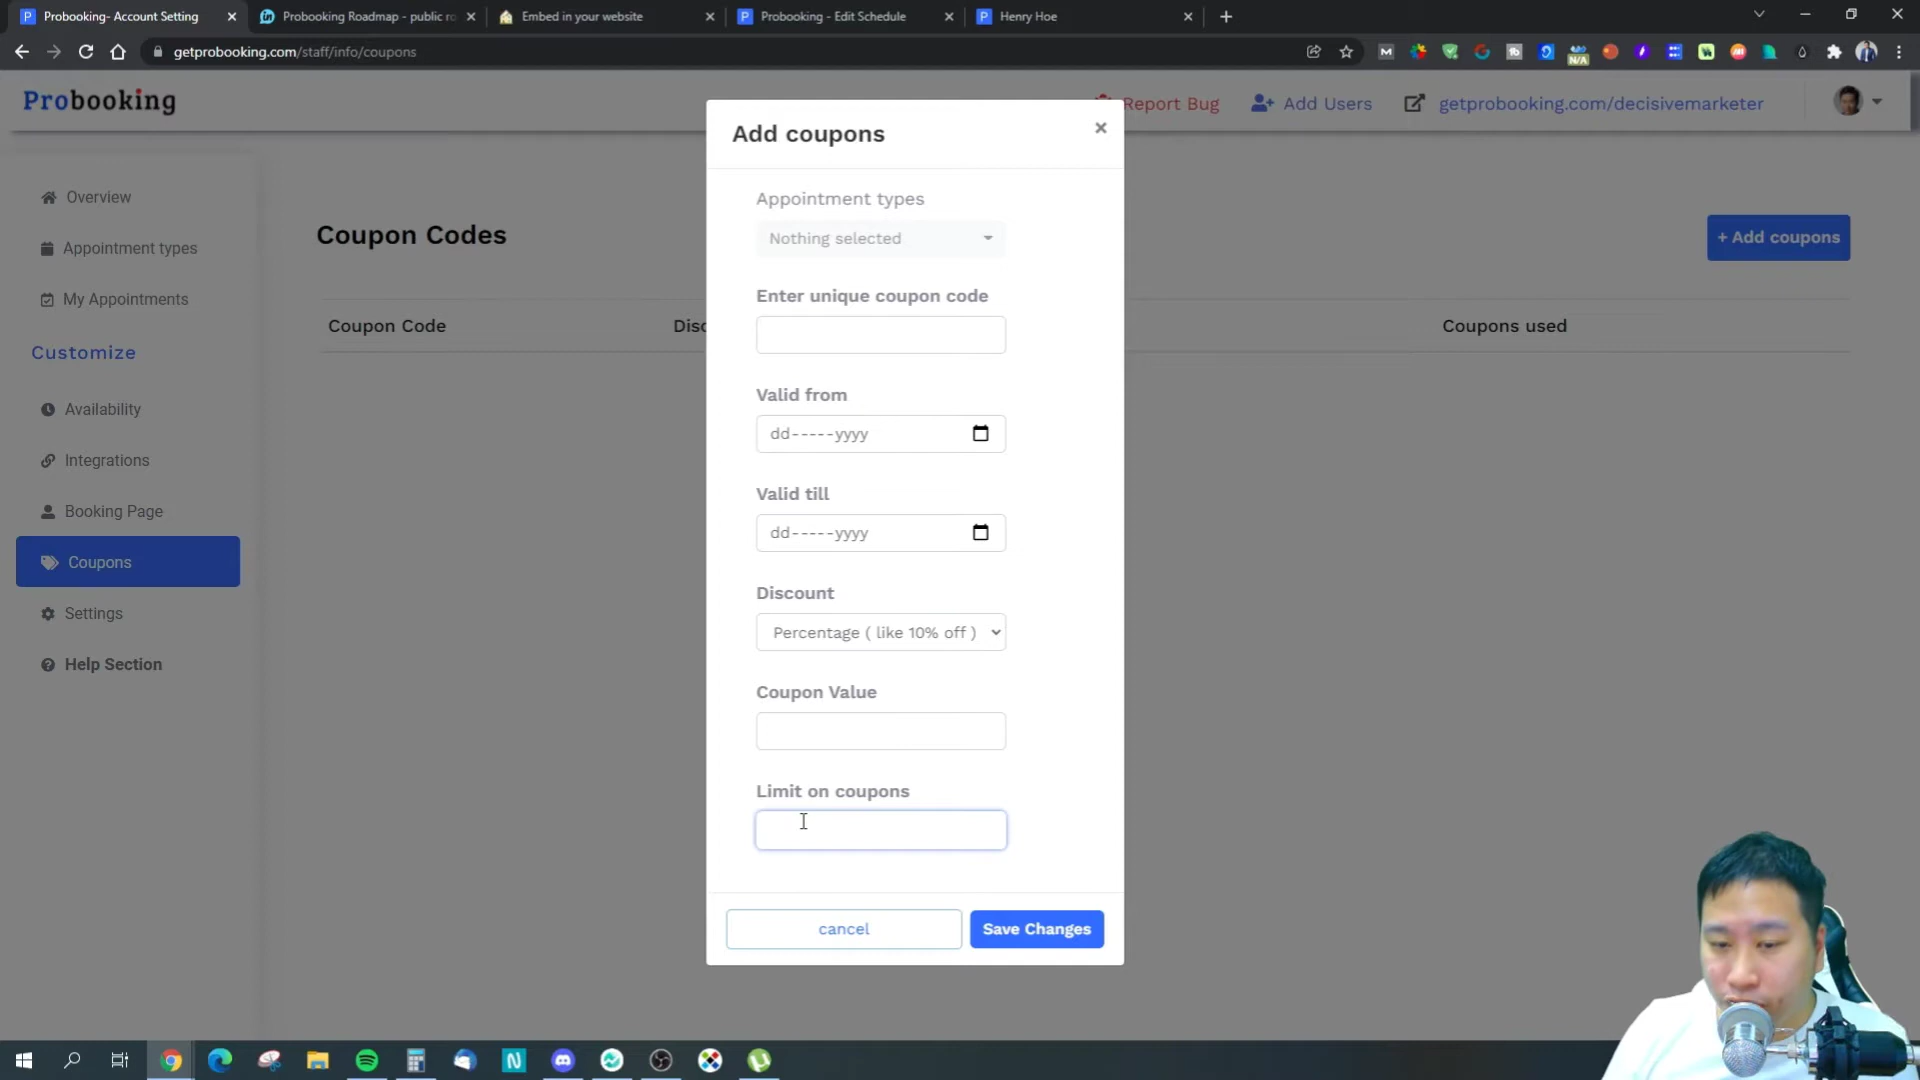 Probooking- Account Setting
Probooking Roadmap - public ro
Embed in your website
Probooking - Edit Schedule
Henry Hoe
getprobooking.com/staff/info/coupons
N/A
Probooking
Report Bug
Add Users
getprobooking.com/decisivemarketer
Overview
Appointment types
My Appointments
Customize
Availability
Integrations
Booking Page
Coupons
Settings
Help Section
Coupon Codes
+ Add coupons
Coupon Code
Disc
Coupons used
Add coupons
×
Appointment types
Nothing selected
Enter unique coupon code
Valid from
dd-----yyyy
Valid till
dd-----yyyy
Discount
Percentage ( like 10% off )
Coupon Value
Limit on coupons
cancel
Save Changes